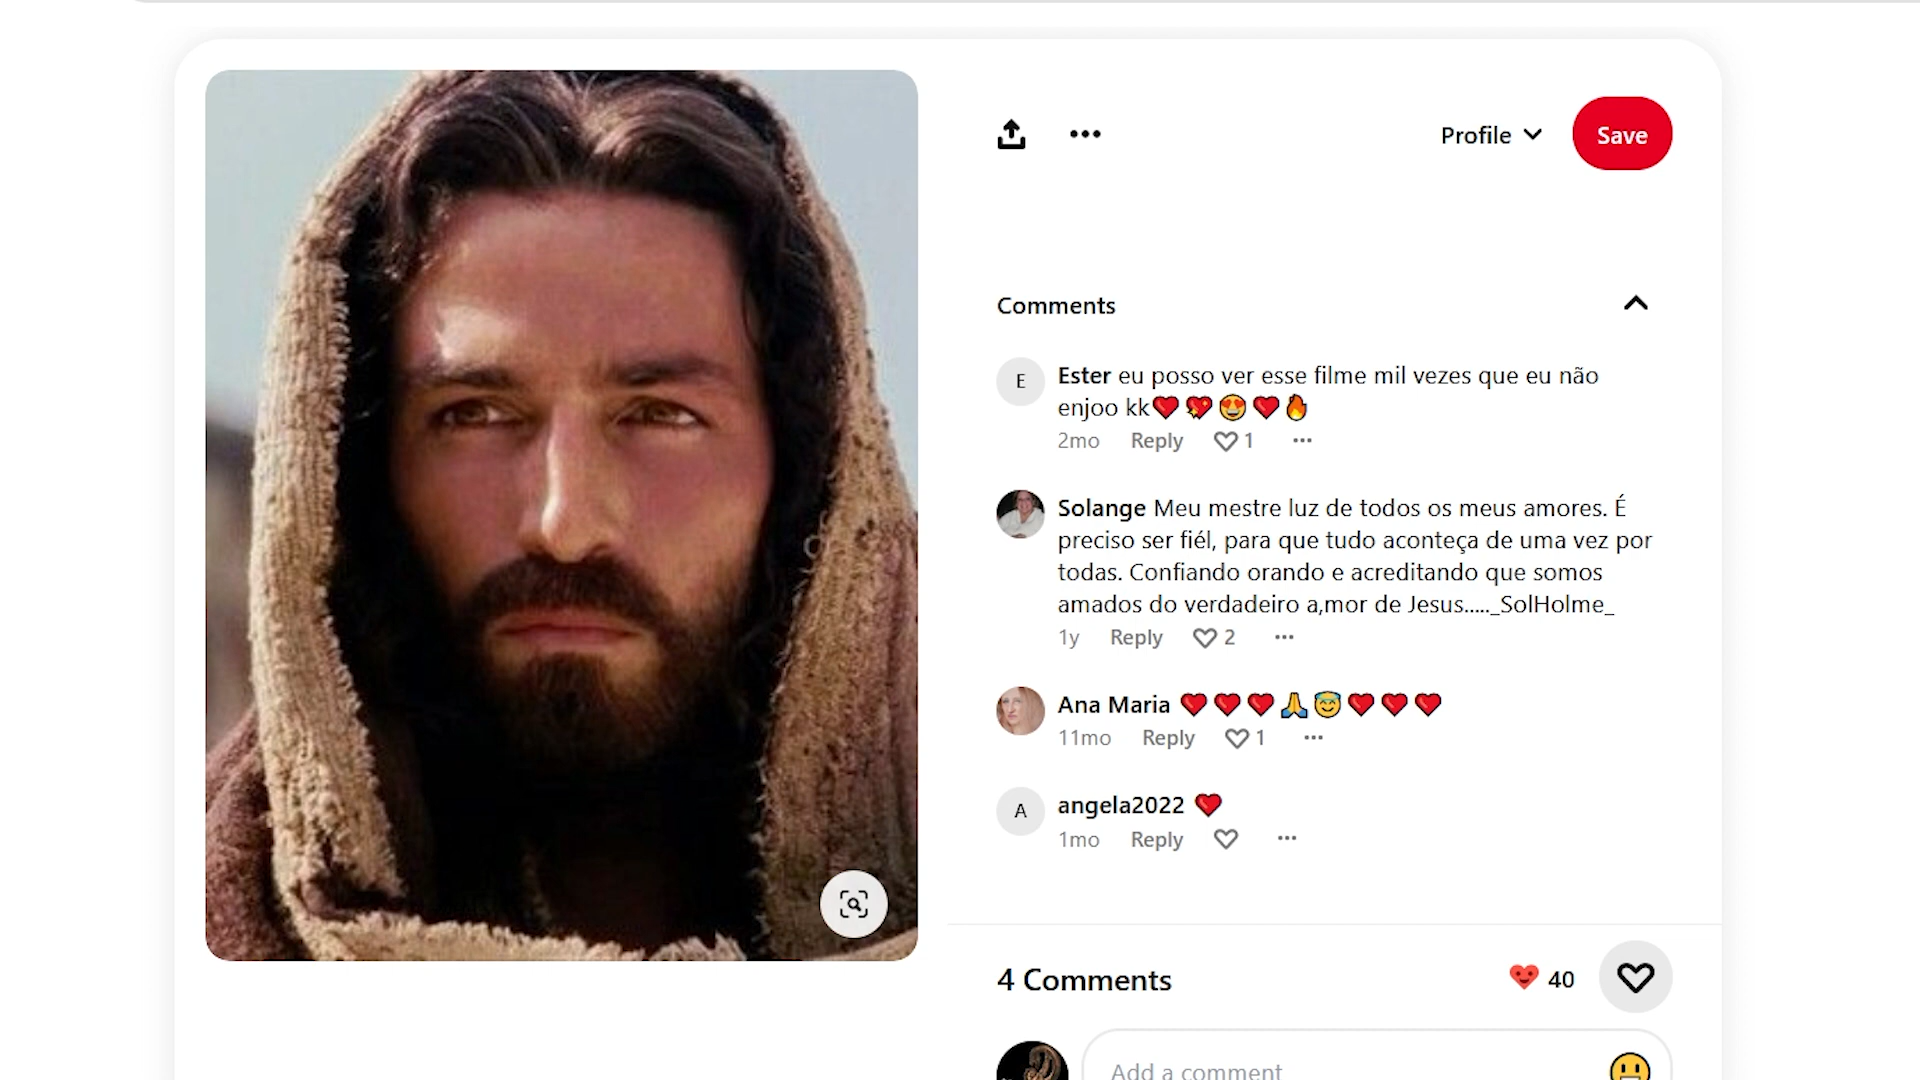 Profile
Save
Comments
E
Ester eu posso ver esse filme mil vezes que eu não
enjoo kk❤️💖😍❤️🔥
2mo Reply 1
Solange Meu mestre luz de todos os meus amores. É
preciso ser fiél, para que tudo aconteça de uma vez por
todas. Confiando orando e acreditando que somos
amados do verdadeiro a,mor de Jesus....._SolHolme_
1y Reply 2
Ana Maria ❤️❤️❤️🙏😇❤️❤️❤️
11mo Reply 1
A
angela2022 ❤️
1mo Reply
4 Comments
40
Add a comment